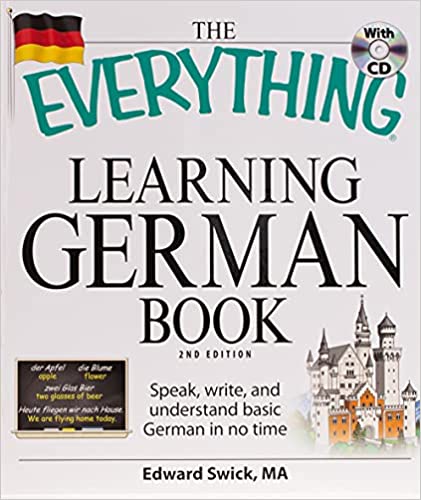 THE
With
CD
EVERYTHING®
LEARNING
GERMAN
BOOK
2ND EDITION
der Apfel die Blume
apple flower
zwei Glas Bier
two glasses of beer
Heute fliegen wir nach Hause.
We are flying home today.
Speak, write, and
understand basic
German in no time
Edward Swick, MA